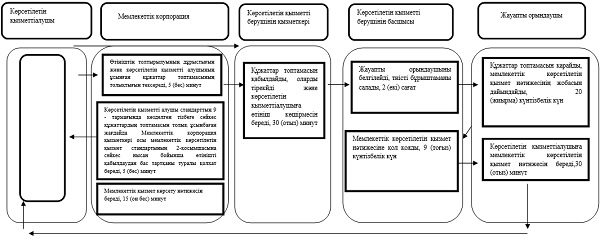 Көрсетілетін
қызметтіалушы
Мемлекеттік корпорация
Көрсетілетін қызметті
берушінің қызметкері
Көрсетілетін қызметті
берушінің басшысы
Жауапты орындаушы
Өтініштің толтырылуының дұрыстығын
және көрсетілетін қызметті алушының
ұсынған құжаттар топтамасының
толықтығын тексереді, 5 (бес) минут
Көрсетілетін қызметті алушы стандарттың 9
- тармағында көзделген тізбеге сәйкес
құжаттардың топтамасын толық ұсынбаған
жағдайда Мемлекеттік корпорация
қызметкері осы мемлекеттік көрсетілетін
қызмет стандартының 2-қосымшасына
сәйкес нысан бойынша өтінішті
қабылдаудан бас тартқаны туралы қолхат
береді, 5 (бес) минут
Мемлекеттік қызмет көрсету нәтижесін
береді, 15 (он бес) минут
Құжаттар топтамасын
қабылдайды, оларды
тіркейді және
көрсетілетін
қызметтіалушыға
өтініш көшірмесін
береді, 30 (отыз) минут
Жауапты орындаушыны
белгілейді, тиісті бұрыштаманы
салады, 2 (екі) сағат
Мемлекеттік көрсетілетін қызмет
нәтижесіне қол қояды, 9 (тоғыз)
күнтізбелік күн
Құжаттар топтамасын қарайды,
мемлекеттік көрсетілетін
қызмет нәтижесінің жобасын
дайындайды, 20
(жиырма) күнтізбелік күн
Көрсетілетін қызметтіалушыға
мемлекеттік көрсетілетін
қызмет нәтижесін береді,30
(отыз) минут